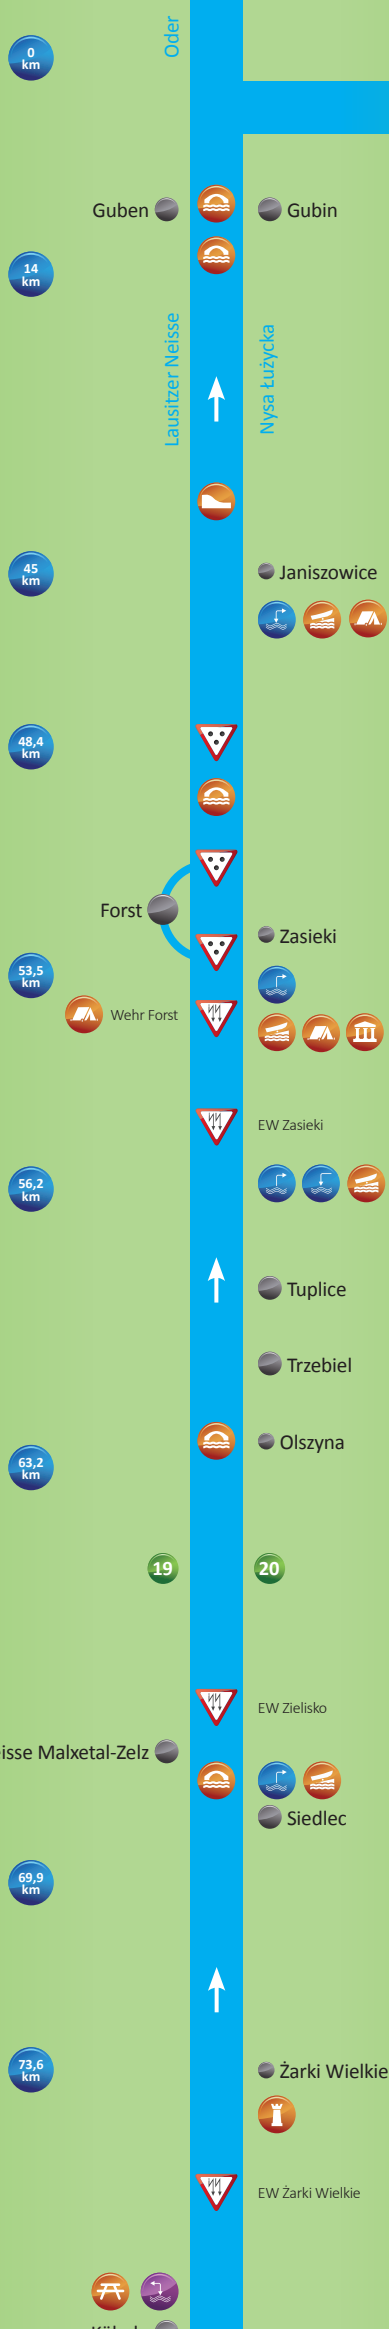 Oder
0
km
Guben
Gubin
14
km
Lausitzer Neisse
Nysa Łużycka
45
km
Janiszowice
48,4
km
Forst
Zasieki
53,5
km
Wehr Forst
EW Zasieki
56,2
km
Tuplice
Trzebiel
Olszyna
63,2
km
19
20
EW Zielisko
isse Malxetal-Zelz
Siedlec
69,9
km
73,6
km
Żarki Wielkie
EW Żarki Wielkie